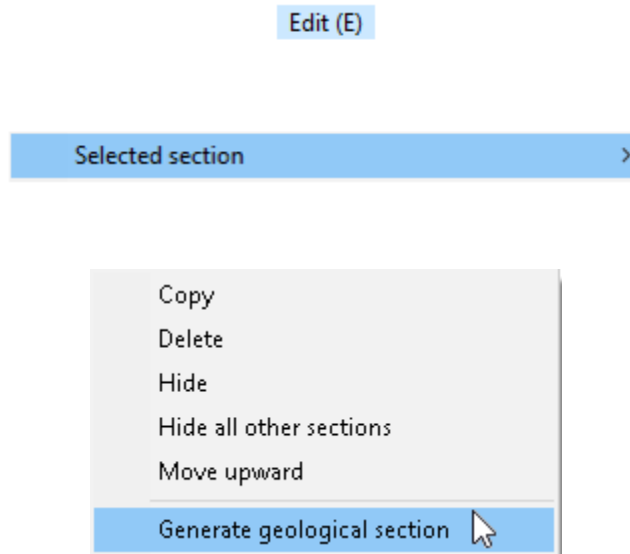 Edit (E)
Selected section
Copy
Delete
Hide
Hide all other sections
Move upward
Generate geological section